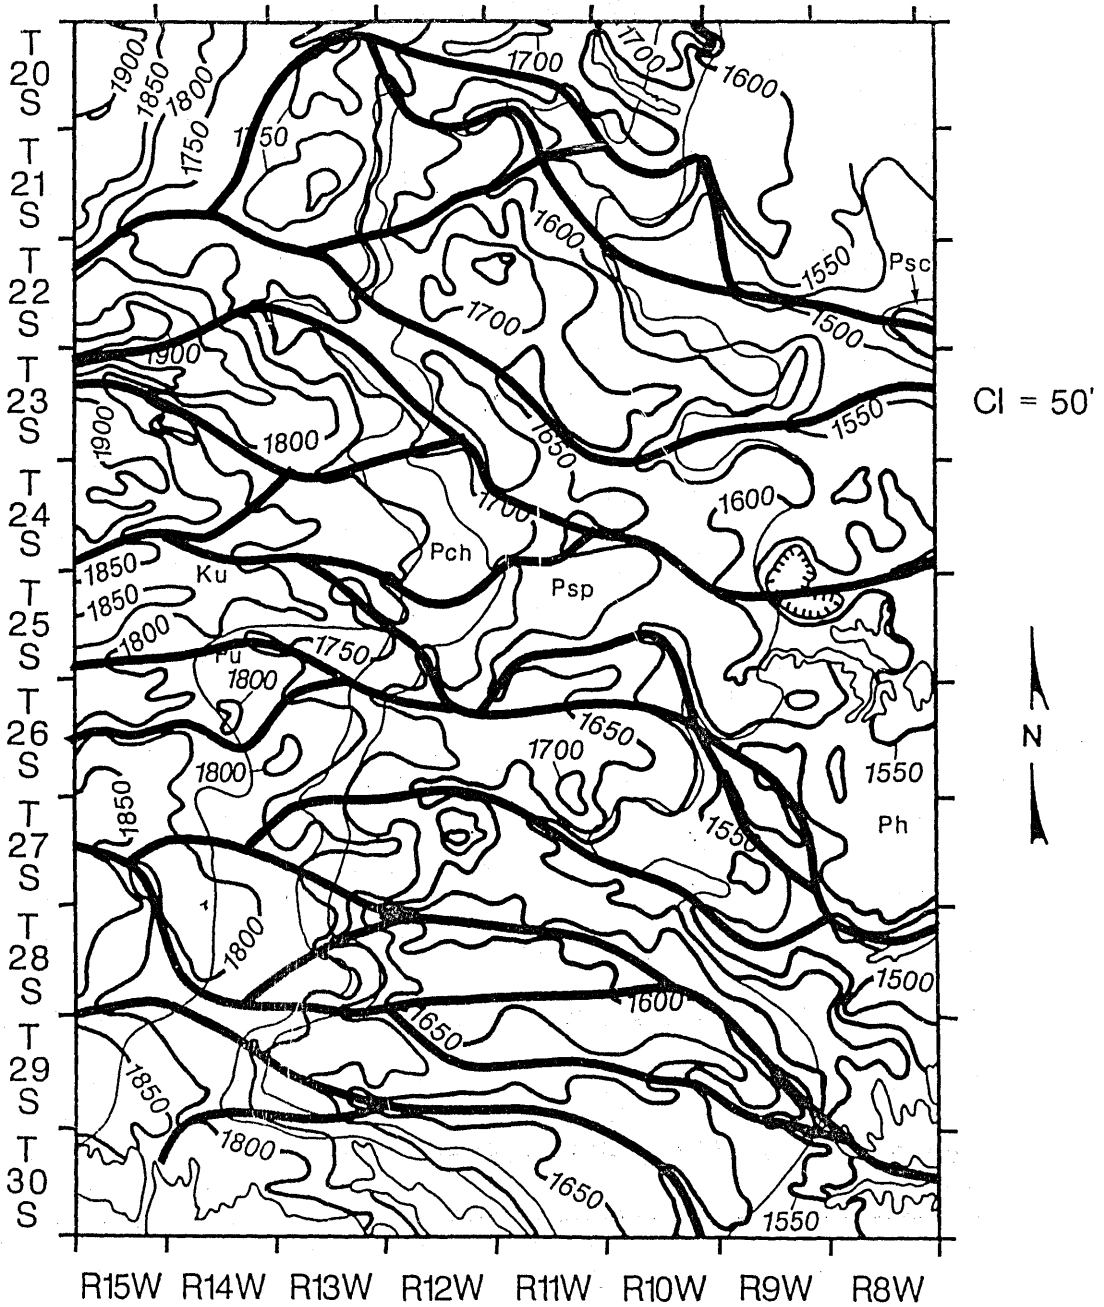 T
20
S
T
21
S
T
22
S
T
23
S
T
24
S
T
25
S
T
26
S
T
27
S
T
28
S
T
29
S
T
30
S
1900
1850
1800
1750
1700
1700
1600
1750
1600
1550
Psc
1700
1500
1900
1550
1900
1800
1650
1700
1600
Pch
Psp
1850
Ku
1850
1800
1750
Pu
1800
1650
1700
1800
1550
1850
1550
Ph
1800
1500
1600
1650
1850
1800
1650
1550
CI = 50'
N
R15W R14W R13W R12W R11W R10W R9W R8W